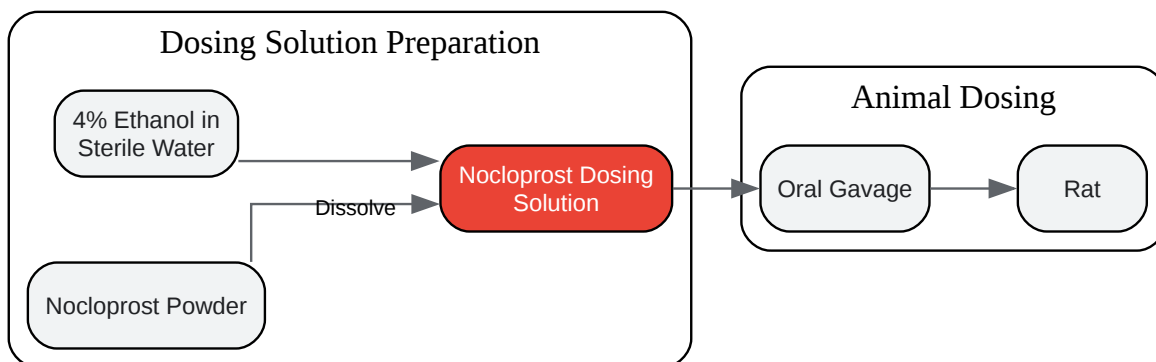 Dosing Solution Preparation
4% Ethanol in
Sterile Water
Nocloprost Dosing
Solution
Dissolve
Nocloprost Powder
Animal Dosing
Oral Gavage
Rat